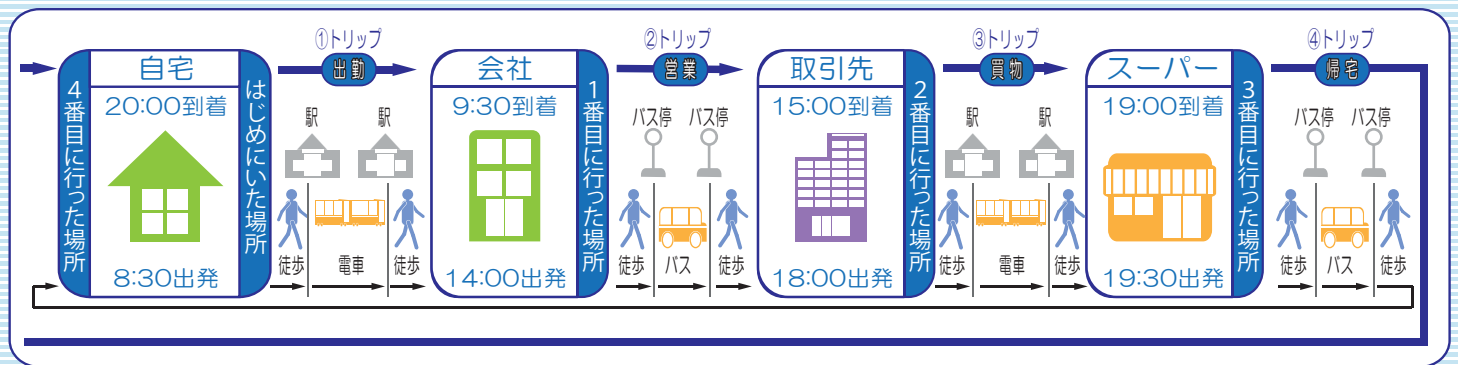 4番目に行った場所
自宅
20:00到着
8:30出発
はじめにいた場所
①トリップ
出勤
駅
駅
徒歩
電車
徒歩
会社
9:30到着
14:00出発
1番目に行った場所
②トリップ
営業
バス停
バス停
徒歩
バス
徒歩
取引先
15:00到着
18:00出発
2番目に行った場所
③トリップ
買物
駅
駅
徒歩
電車
徒歩
スーパー
19:00到着
19:30出発
3番目に行った場所
④トリップ
帰宅
バス停
バス停
徒歩
バス
徒歩